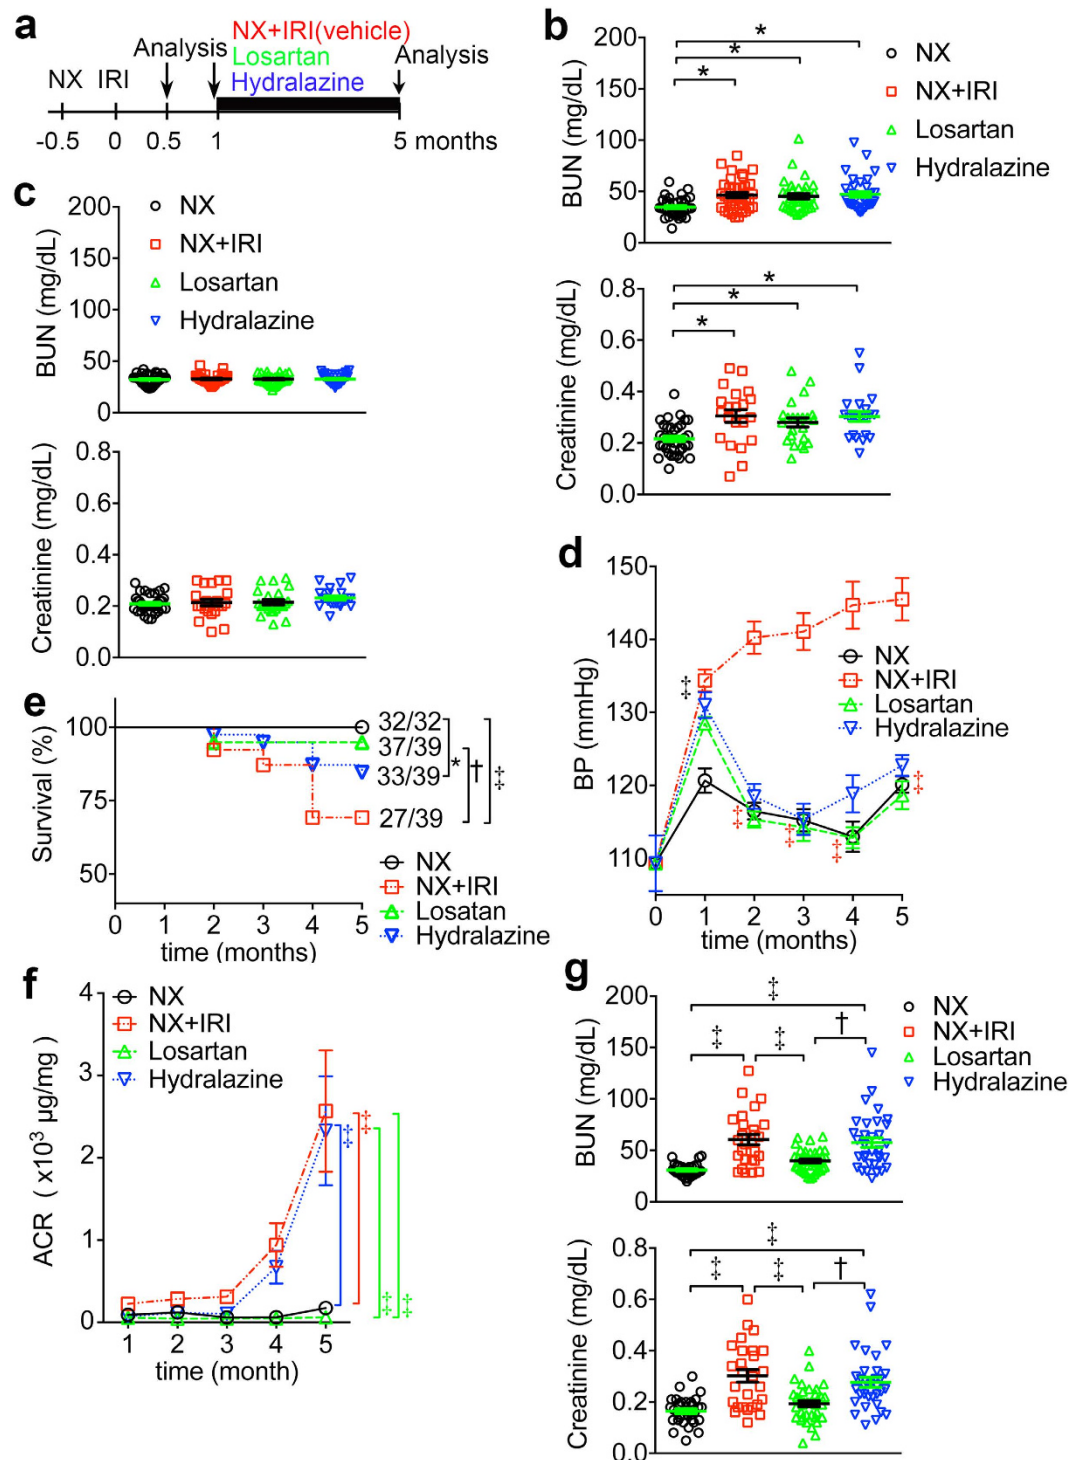 a
NX+IRI(vehicle)
Analysis
Losartan
Analysis
NX IRI
Hydralazine
-0.5 0 0.5 1 5 months
b
200
150
100
50
0
BUN (mg/dL)
* * *
NX
NX+IRI
Losartan
Hydralazine
0.8
0.6
0.4
0.2
0.0
Creatinine (mg/dL)
* * *
c
200
150
100
50
0
BUN (mg/dL)
NX
NX+IRI
Losartan
Hydralazine
0.8
0.6
0.4
0.2
0.0
Creatinine (mg/dL)
d
150
140
130
120
110
BP (mmHg)
‡
‡ ‡ ‡ ‡
NX
NX+IRI
Losartan
Hydralazine
0 1 2 3 4 5
time (months)
e
100
75
50
Survival (%)
32/32
37/39
33/39
27/39
* † ‡
NX
NX+IRI
Losatan
Hydralazine
0 1 2 3 4 5
time (months)
f
4
3
2
1
0
ACR ( x10³ µg/mg)
NX
NX+IRI
Losartan
Hydralazine
‡ ‡ ‡ ‡
1 2 3 4 5
time (month)
g
200
150
100
50
0
BUN (mg/dL)
‡
‡ ‡ †
NX
NX+IRI
Losartan
Hydralazine
0.8
0.6
0.4
0.2
0.0
Creatinine (mg/dL)
‡
‡ ‡ †